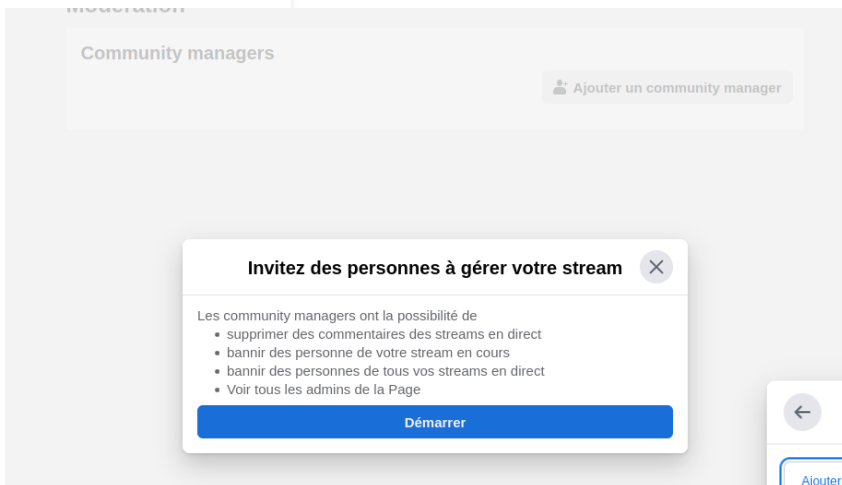 Modération
Community managers
Ajouter un community manager
Invitez des personnes à gérer votre stream
Les community managers ont la possibilité de
supprimer des commentaires des streams en direct
bannir des personne de votre stream en cours
bannir des personnes de tous vos streams en direct
Voir tous les admins de la Page
Démarrer
Ajouter